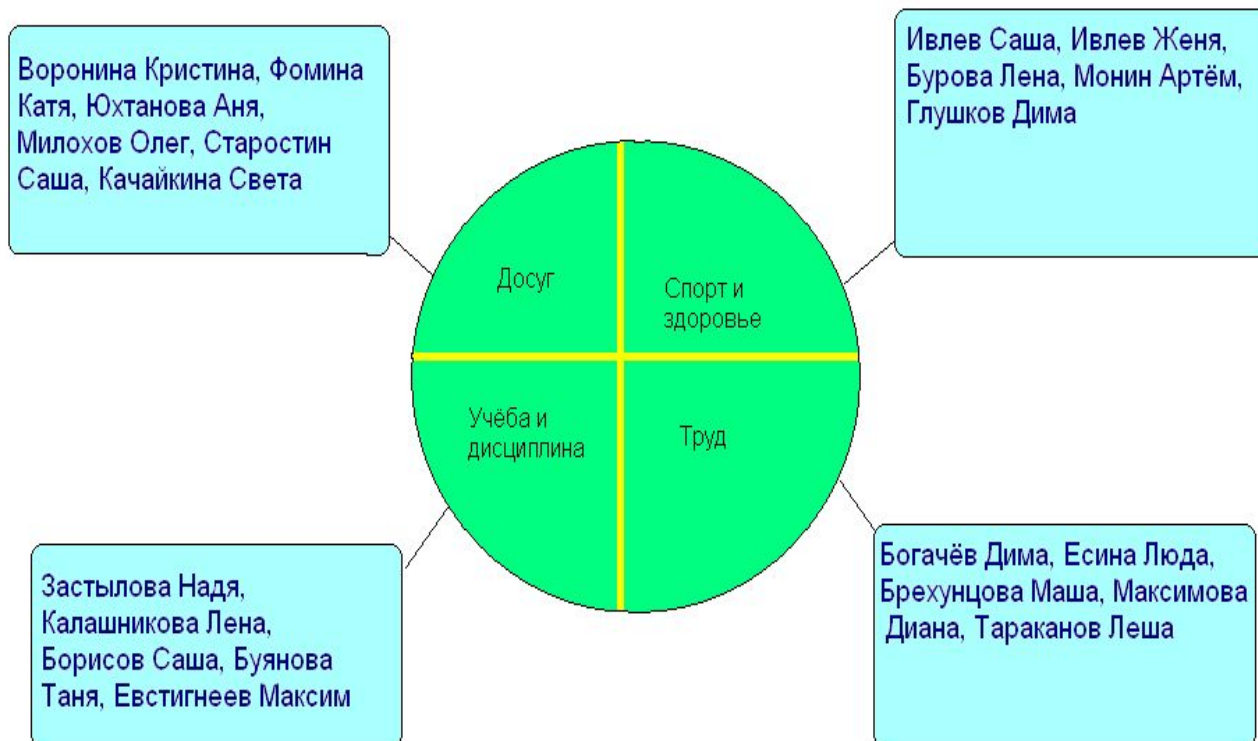 Воронина Кристина, Фомина
Катя, Юхтанова Аня,
Милохов Олег, Старостин
Саша, Качайкина Света
Ивлев Саша, Ивлев Женя,
Бурова Лена, Монин Артём,
Глушков Дима
Досуг
Спорт и
здоровье
Учёба и
дисциплина
Труд
Застылова Надя,
Калашникова Лена,
Борисов Саша, Буянова
Таня, Евстигнеев Максим
Богачёв Дима, Есина Люда,
Брехунцова Маша, Максимова
Диана, Тараканов Леша